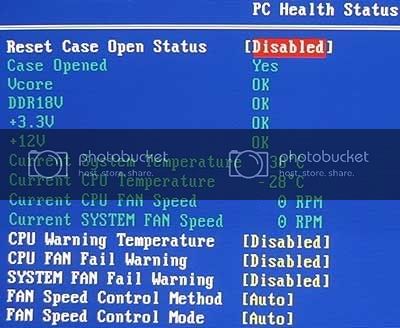 PC Health Status
Reset Case Open Status [Disabled]
Case Opened Yes
Vcore OK
DDR18V OK
+3.3V OK
+12V OK
Current System Temperature
Current CPU Temperature -28°C
Current CPU FAN Speed 0 RPM
Current SYSTEM FAN Speed 0 RPM
CPU Warning Temperature [Disabled]
CPU FAN Fail Warning [Disabled]
SYSTEM FAN Fail Warning [Disabled]
FAN Speed Control Method [Auto]
FAN Speed Control Mode [Auto]
photobucket
host. store. share.
photobucket
host. store. share.